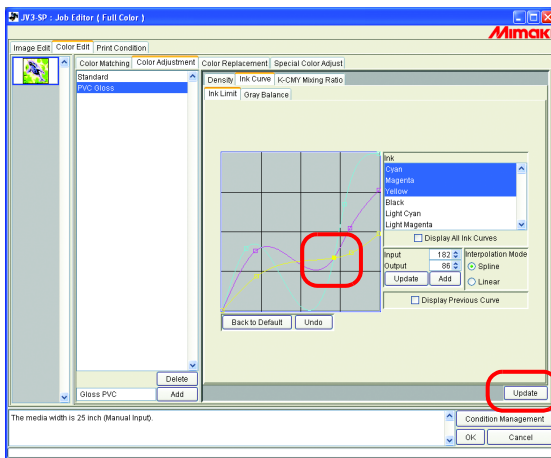 JV3-SP : Job Editor ( Full Color )
Mimaki
Image Edit Color Edit Print Condition
Color Matching Color Adjustment Color Replacement Special Color Adjust
Standard
PVC Gloss
Density Ink Curve K-CMY Mixing Ratio
Ink Limit Gray Balance
Ink
Cyan
Magenta
Yellow
Black
Light Cyan
Light Magenta
Display All Ink Curves
Input 182 Interpolation Mode
Output 86 Spline
Update Add Linear
Display Previous Curve
Back to Default Undo
Delete
Gloss PVC Add
Update
The media width is 25 inch (Manual Input).
Condition Management
OK Cancel